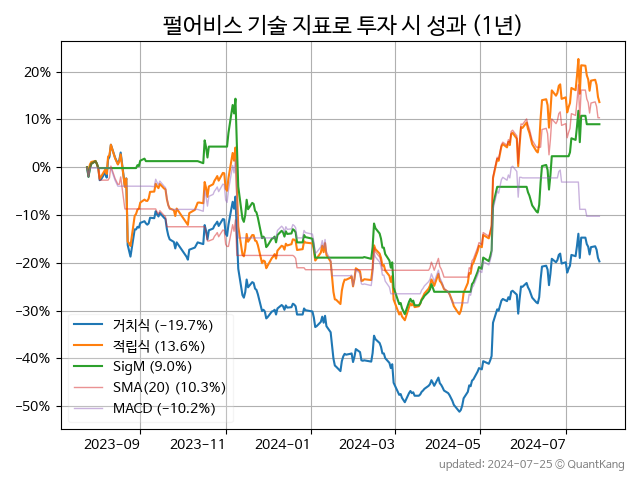 펄어비스 기술 지표로 투자 시 성과 (1년)
20%
10%
0%
−10%
−20%
−30%
−40%
−50%
거치식 (−19.7%)
적립식 (13.6%)
SigM (9.0%)
SMA(20) (10.3%)
MACD (−10.2%)
2023-09
2023-11
2024-01
2024-03
2024-05
2024-07
updated: 2024-07-25 © QuantKang